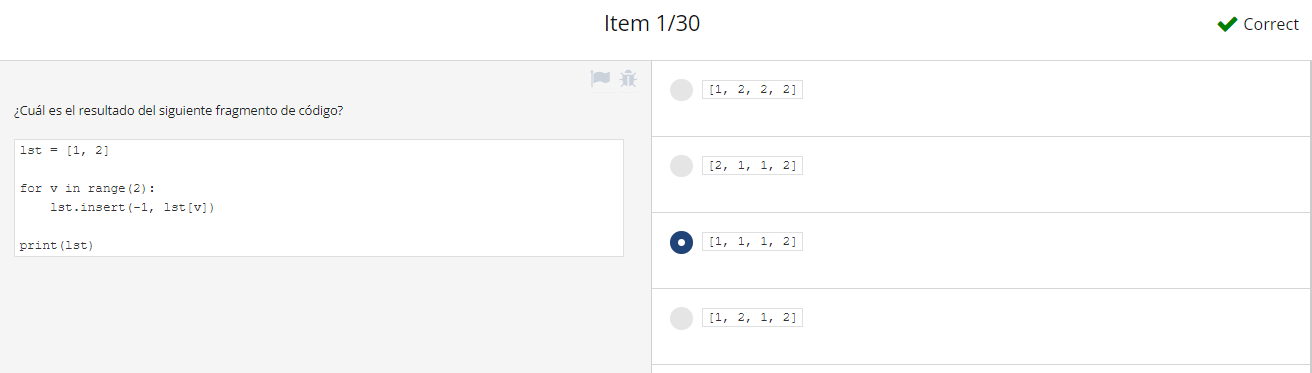 Item 1/30
Correct
¿Cuál es el resultado del siguiente fragmento de código?
lst = [1, 2]
for v in range(2):
    lst.insert(-1, lst[v])
print(lst)
[1, 2, 2, 2]
[2, 1, 1, 2]
[1, 1, 1, 2]
[1, 2, 1, 2]